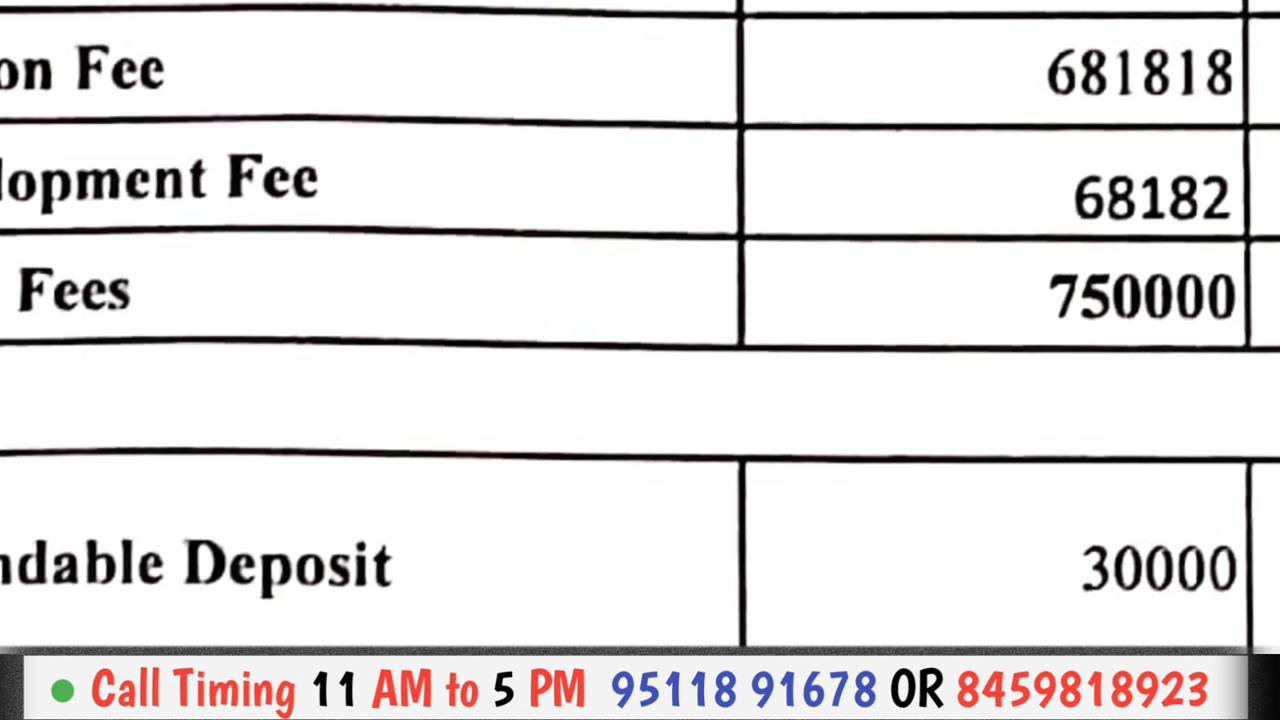 on Fee 681818
lopment Fee 68182
Fees 750000
ndable Deposit 30000
Call Timing 11 AM to 5 PM 95118 91678 OR 8459818923